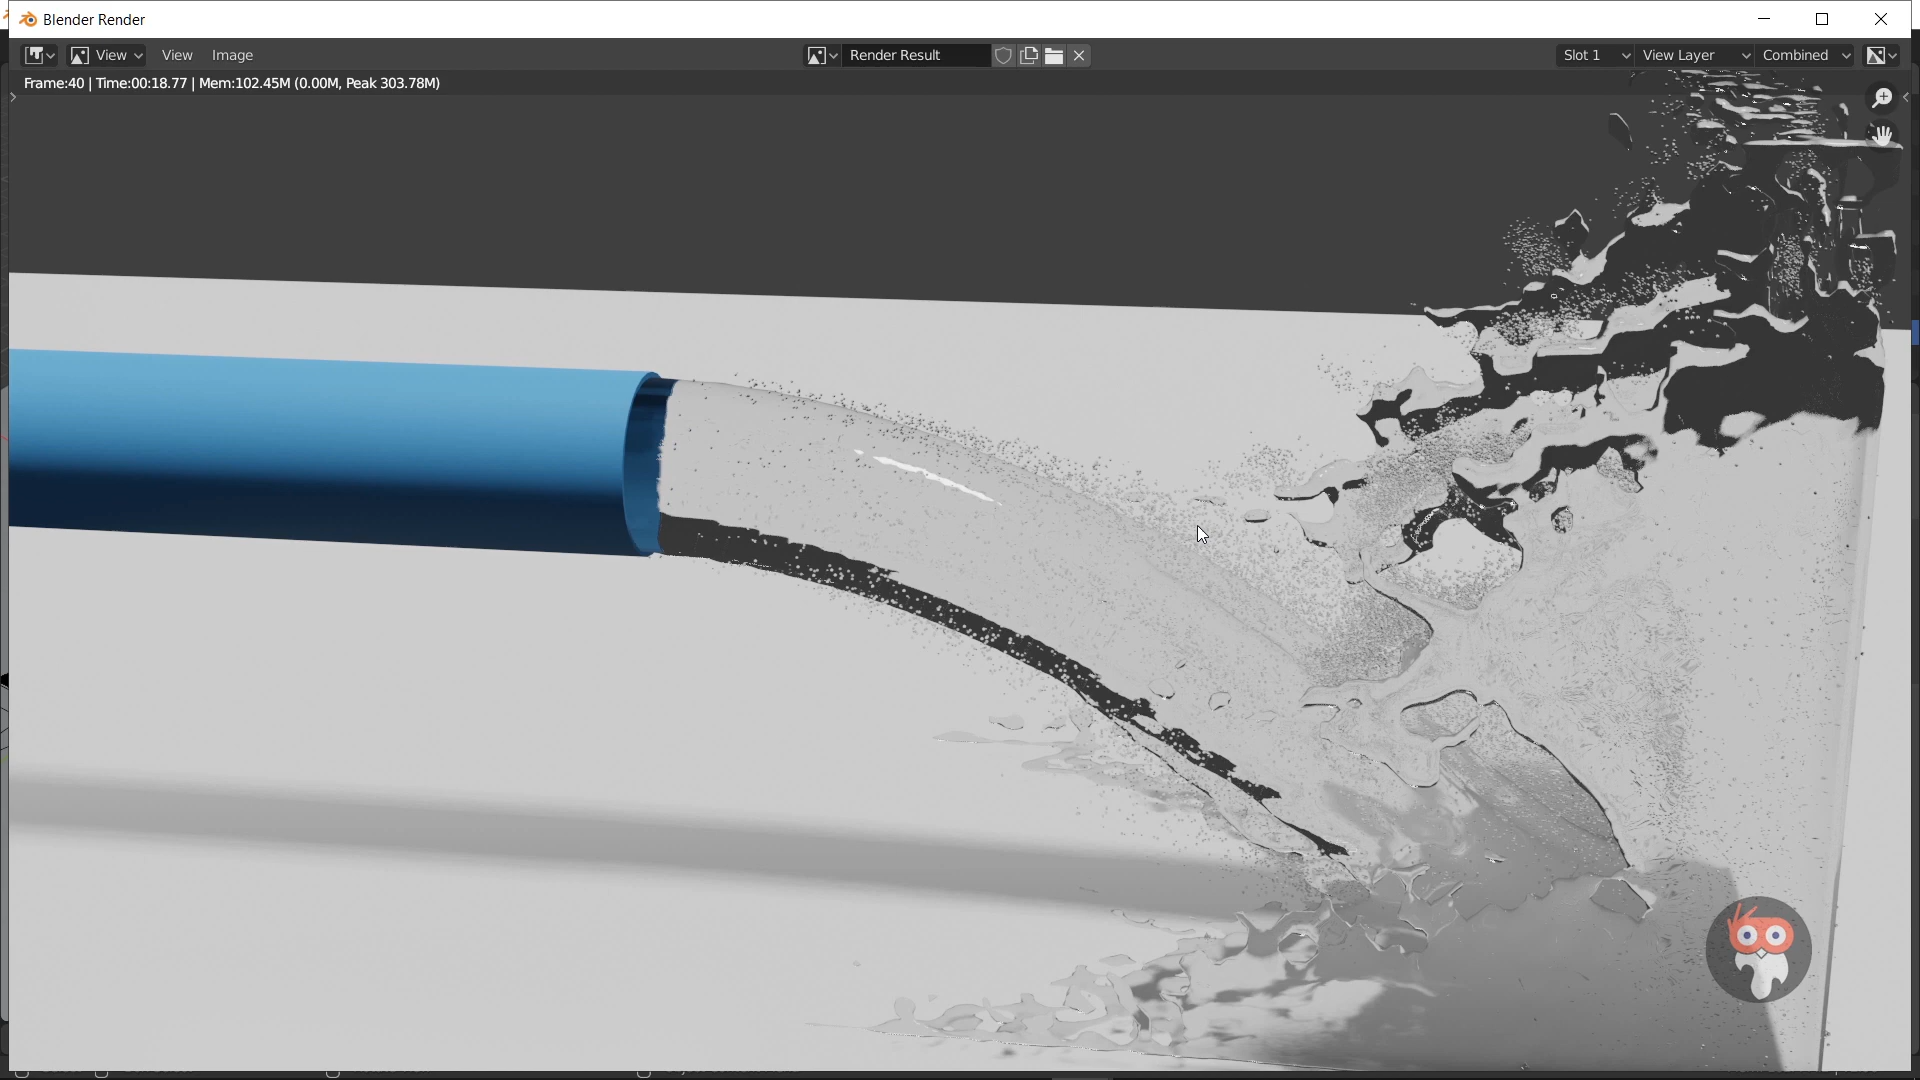 Blender Render
View View Image Render Result Slot 1 View Layer Combined
Frame:40 | Time:00:18.77 | Mem:102.45M (0.00M, Peak 303.78M)